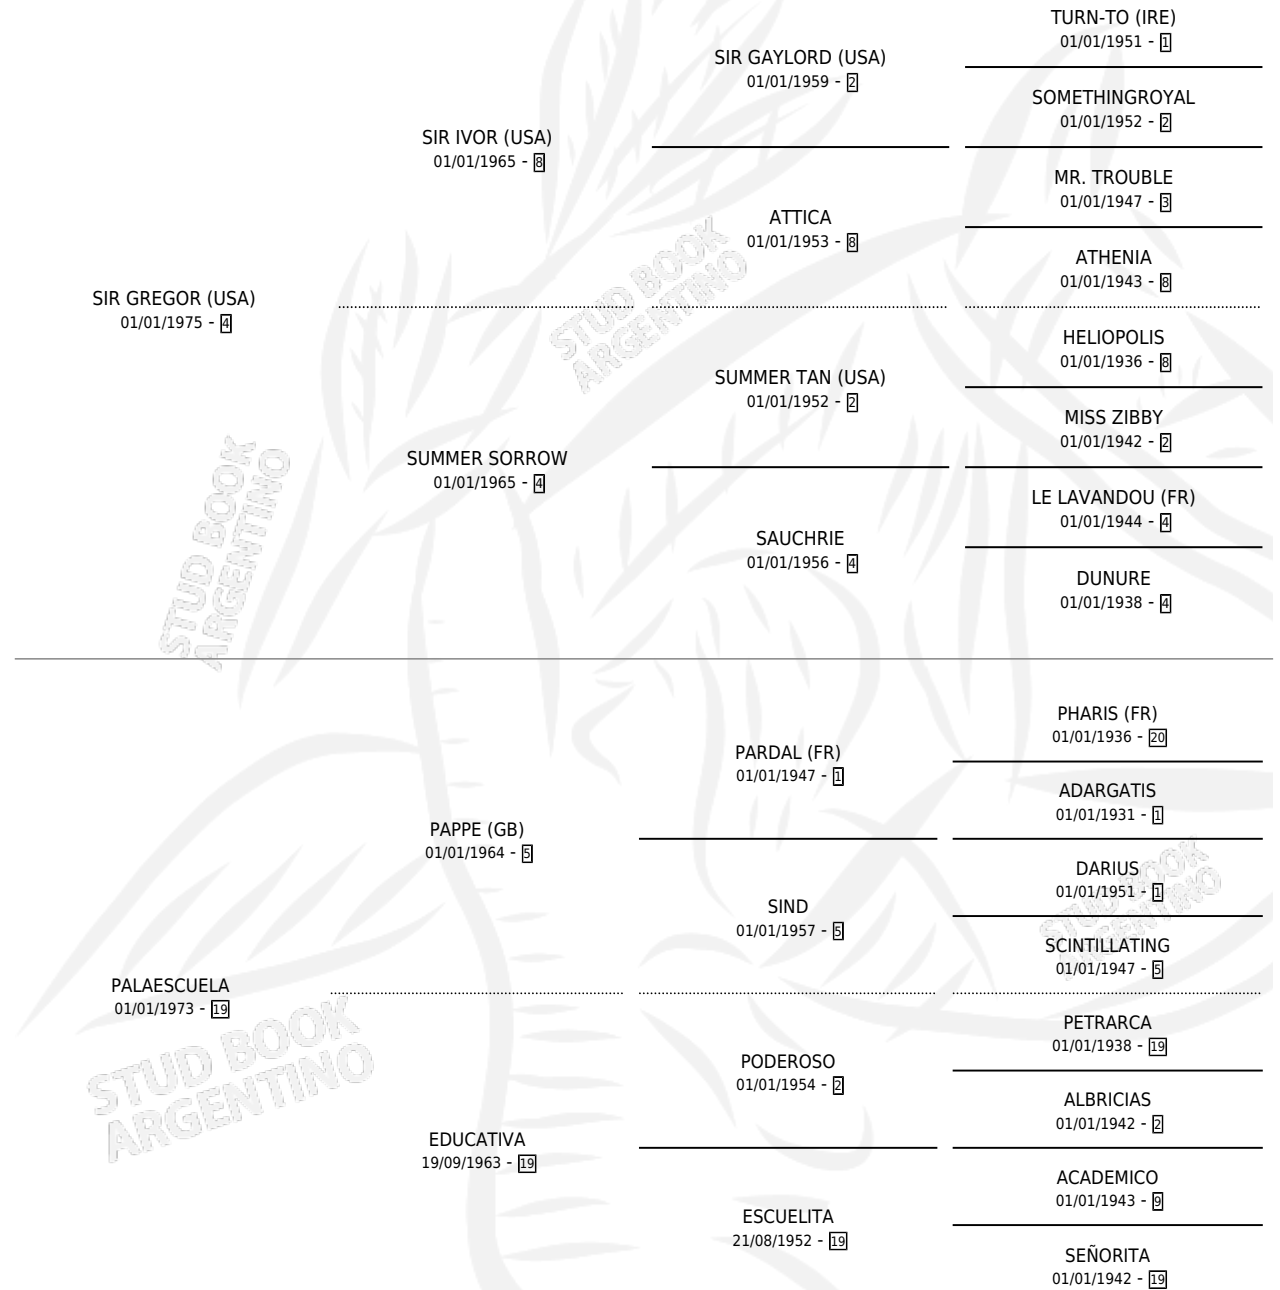 TURN-TO (IRE)
01/01/1951 - 1
SIR GAYLORD (USA)
01/01/1959 - 2
SOMETHINGROYAL
01/01/1952 - 2
SIR IVOR (USA)
01/01/1965 - 8
MR. TROUBLE
01/01/1947 - 3
ATTICA
01/01/1953 - 8
ATHENIA
01/01/1943 - 8
SIR GREGOR (USA)
01/01/1975 - 4
HELIOPOLIS
01/01/1936 - 8
SUMMER TAN (USA)
01/01/1952 - 2
MISS ZIBBY
01/01/1942 - 2
SUMMER SORROW
01/01/1965 - 4
LE LAVANDOU (FR)
01/01/1944 - 4
SAUCHRIE
01/01/1956 - 4
DUNURE
01/01/1938 - 4
STUD BOOK
ARGENTINO
STUD BOOK
ARGENTINO
PHARIS (FR)
01/01/1936 - 20
PARDAL (FR)
01/01/1947 - 1
ADARGATIS
01/01/1931 - 1
PAPPE (GB)
01/01/1964 - 5
DARIUS
01/01/1951 - 1
SIND
01/01/1957 - 5
SCINTILLATING
01/01/1947 - 5
STUD BOOK
ARGENTINO
PALAESCUELA
01/01/1973 - 19
PETRARCA
01/01/1938 - 19
PODEROSO
01/01/1954 - 2
ALBRICIAS
01/01/1942 - 2
STUD BOOK
ARGENTINO
EDUCATIVA
19/09/1963 - 19
ACADEMICO
01/01/1943 - 9
ESCUELITA
21/08/1952 - 19
SEÑORITA
01/01/1942 - 19